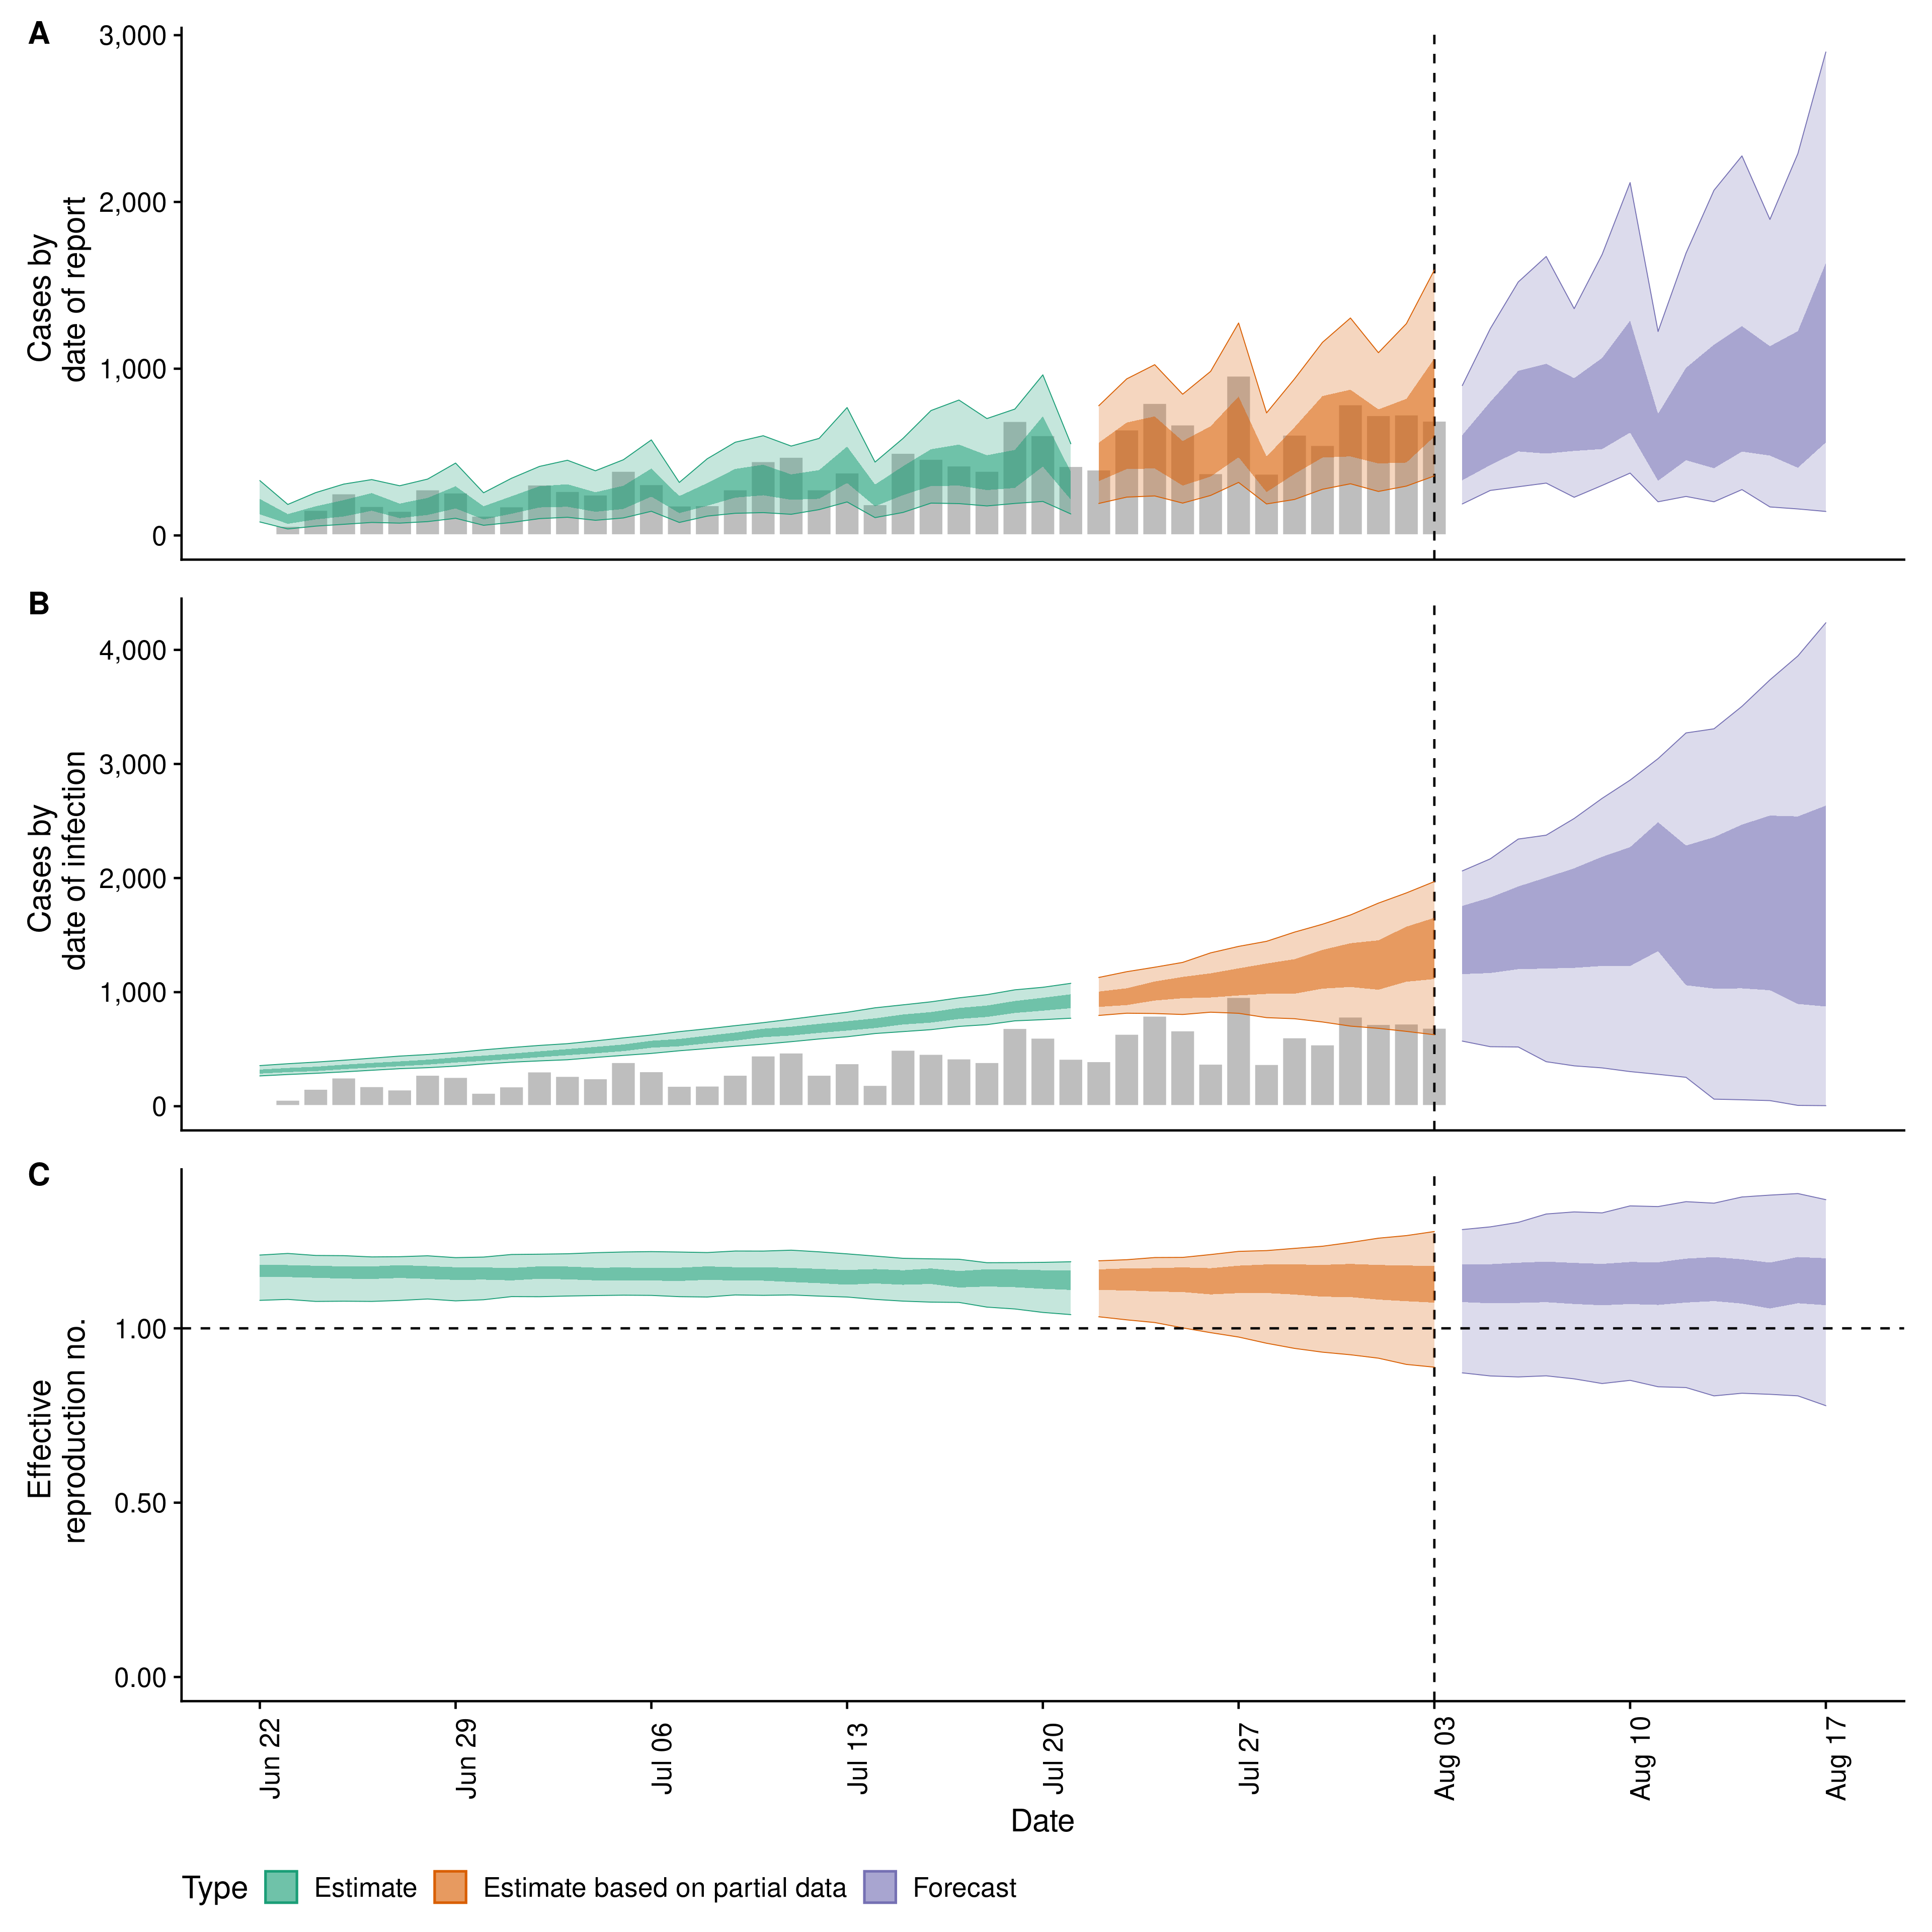 A
3,000
2,000
1,000
0
Cases by
date of report
B
4,000
3,000
2,000
1,000
0
Cases by
date of infection
C
1.00
0.50
0.00
Effective
reproduction no.
Jun 22
Jun 29
Jul 06
Jul 13
Jul 20
Jul 27
Aug 03
Aug 10
Aug 17
Date
Type Estimate Estimate based on partial data Forecast